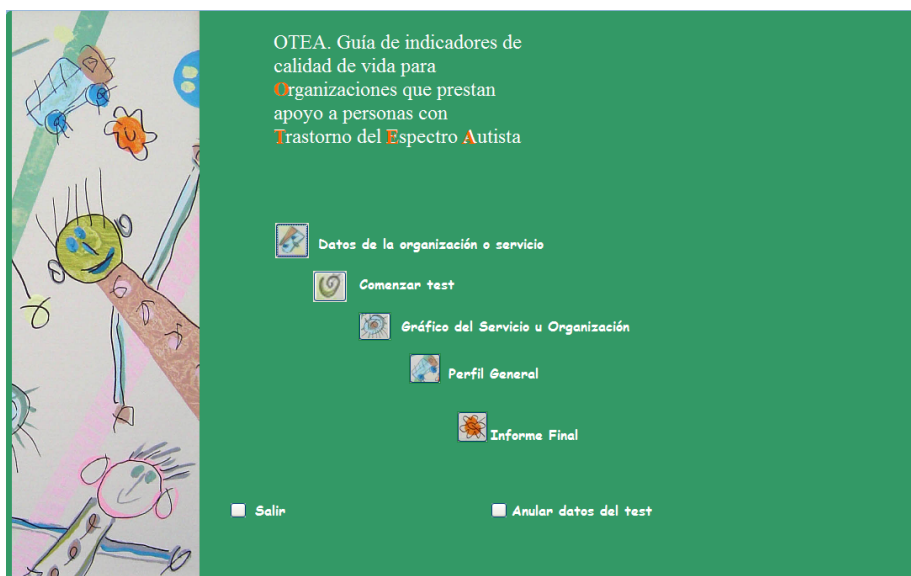 OTEA. Guía de indicadores de
calidad de vida para
Organizaciones que prestan
apoyo a personas con
Trastorno del Espectro Autista
Datos de la organización o servicio
Comenzar test
Gráfico del Servicio u Organización
Perfil General
Informe Final
Salir
Anular datos del test